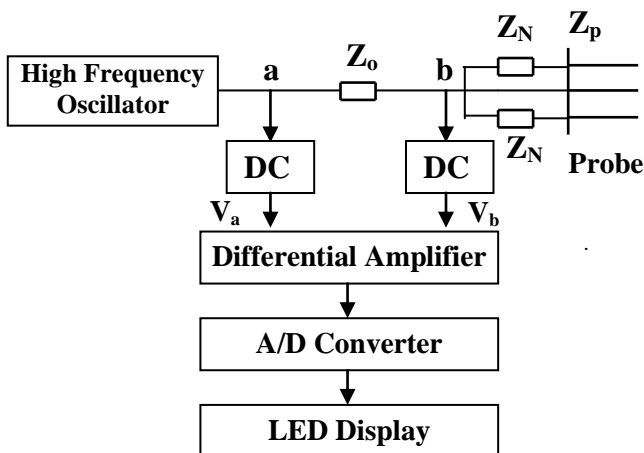 Z_N
Z_p
Z_o
High Frequency
Oscillator
a
b
Z_N
Probe
DC
DC
V_a
V_b
Differential Amplifier
A/D Converter
LED Display